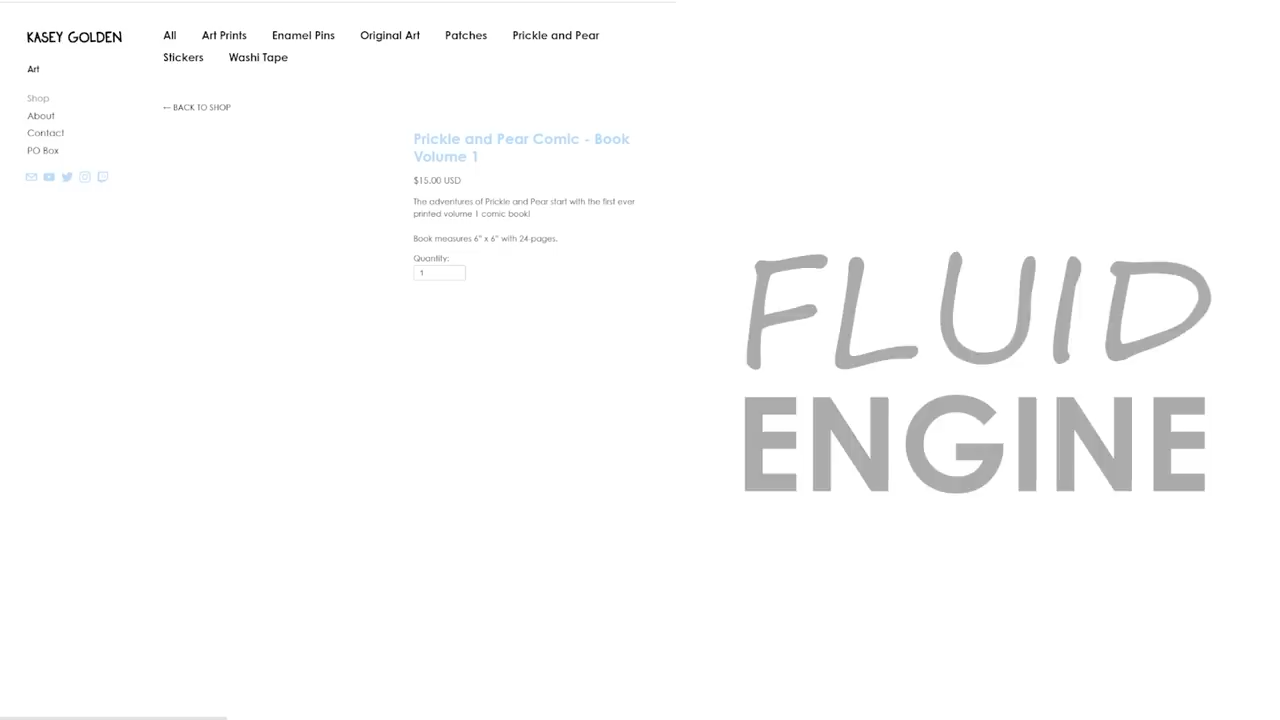 KASEY GOLDEN
Art
Shop
About
Contact
PO Box
All Art Prints Enamel Pins Original Art Patches Prickle and Pear
Stickers Washi Tape
← BACK TO SHOP
Prickle and Pear Comic - Book
Volume 1
$15.00 USD
The adventures of Prickle and Pear start with the first ever
printed volume 1 comic book!
Book measures 6" x 6" with 24 pages.
Quantity:
1
FLUID
ENGINE